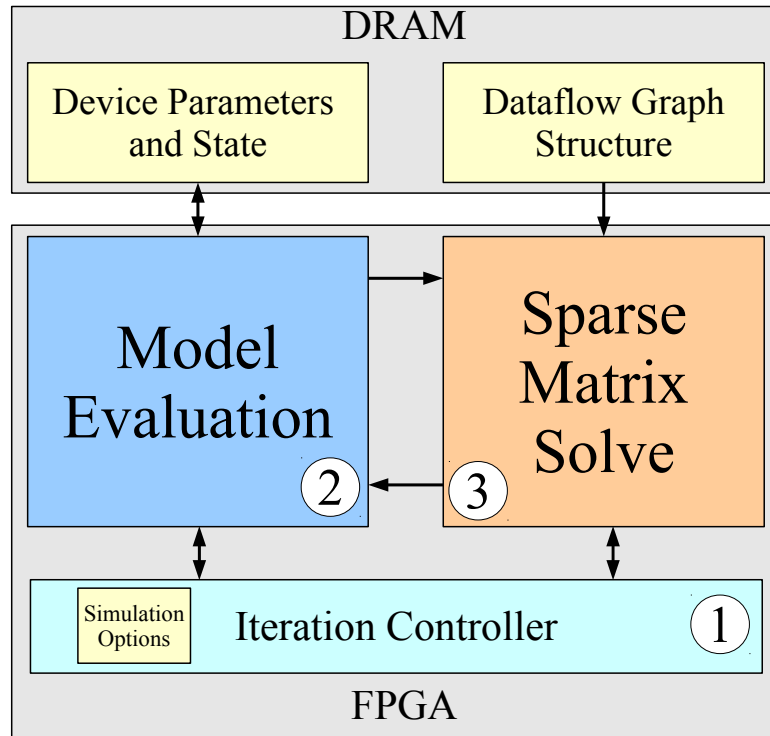 DRAM
Device Parameters
and State
Dataflow Graph
Structure
Model
Evaluation
2
Sparse
Matrix
Solve
3
Simulation
Options
Iteration Controller
1
FPGA